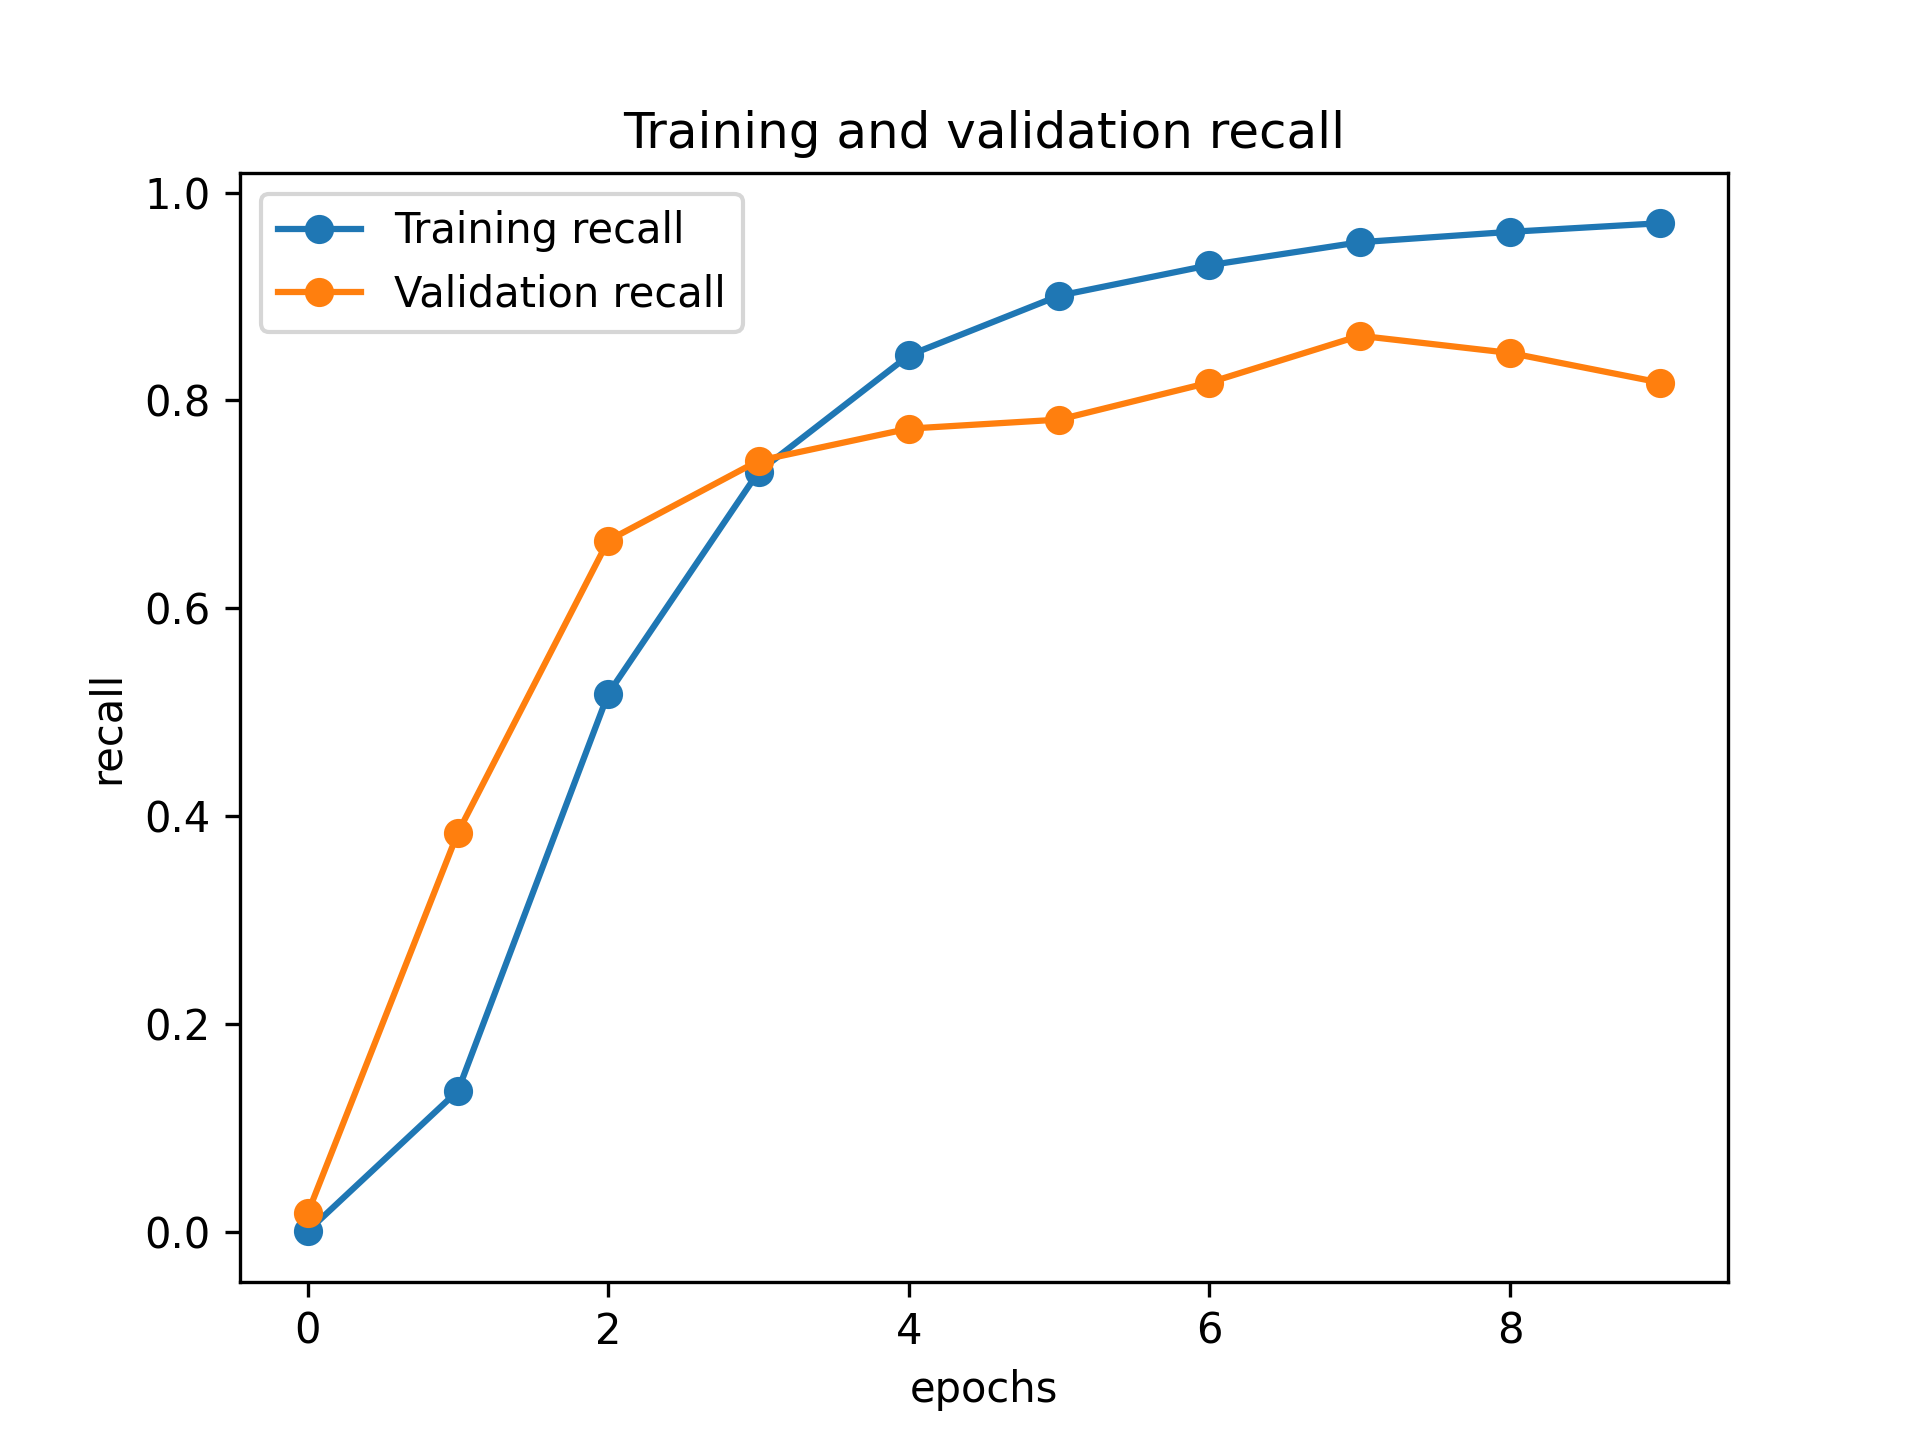 Training and validation recall
Training recall
Validation recall
1.0
0.8
0.6
0.4
0.2
0.0
recall
0 2 4 6 8
epochs